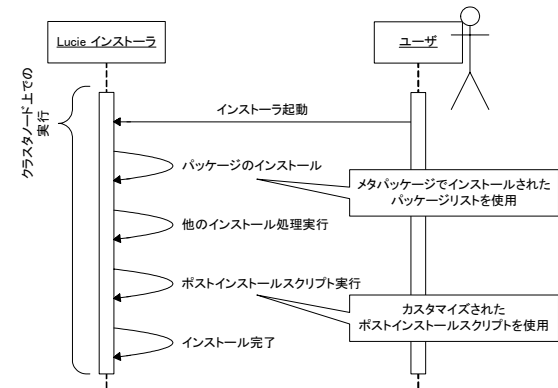 Lucie インストーラ
ユーザ
クラスタノード上での
実行
インストーラ起動
パッケージのインストール
メタパッケージでインストールされた
パッケージリストを使用
他のインストール処理実行
ポストインストールスクリプト実行
カスタマイズされた
ポストインストールスクリプトを使用
インストール完了